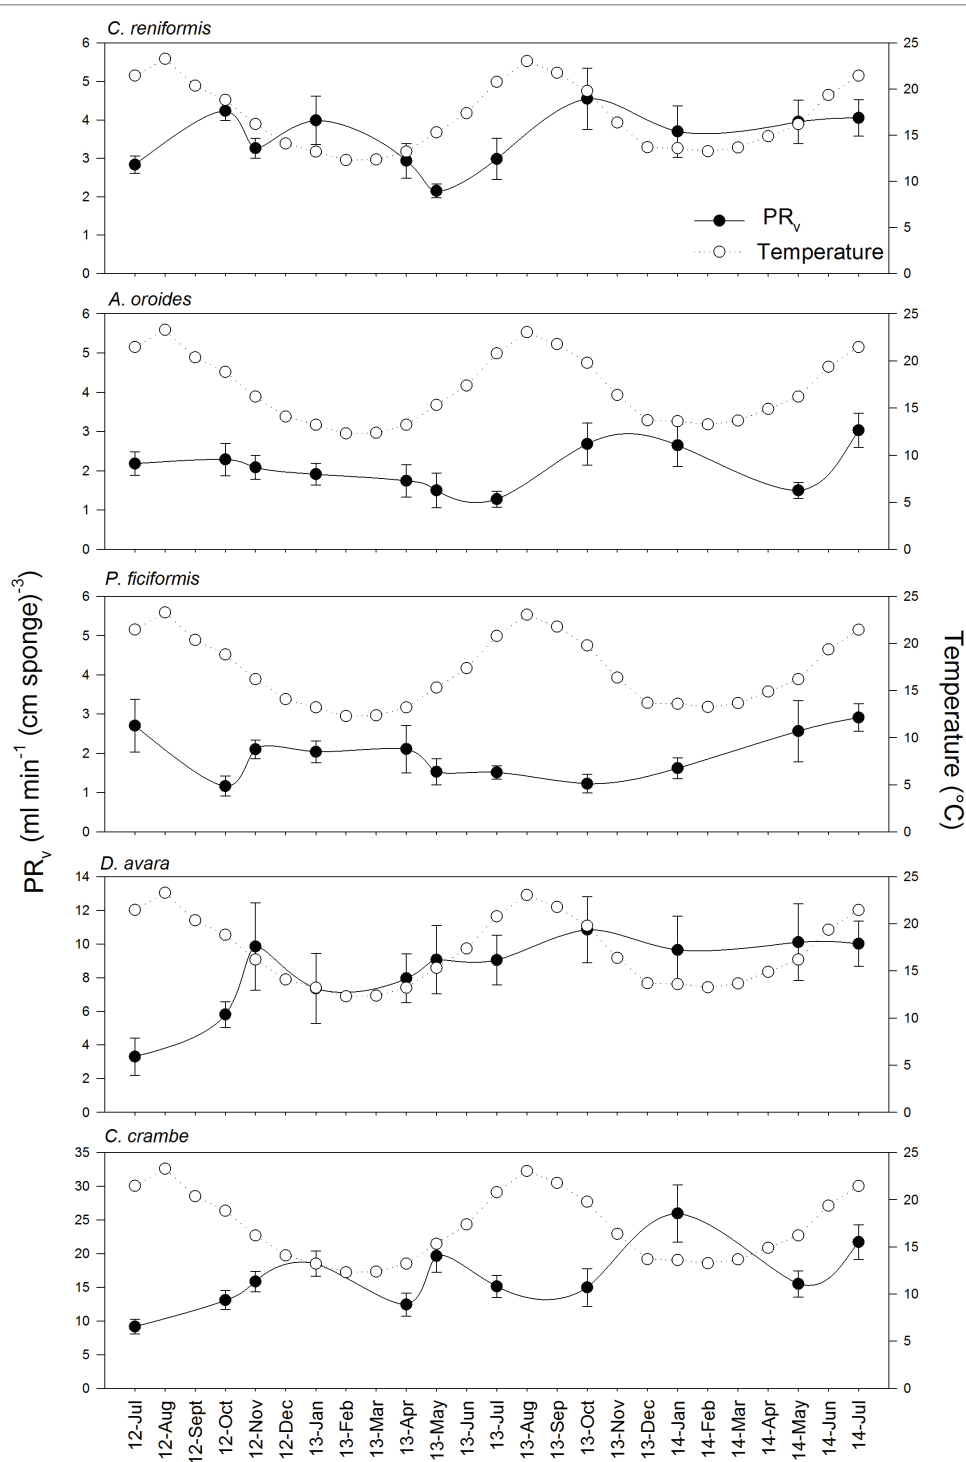 C. reniformis
6
5
4
3
2
1
0
25
20
15
10
5
0
PRv
Temperature
A. oroides
6
5
4
3
2
1
0
25
20
15
10
5
0
P. ficiformis
6
5
4
3
2
1
0
25
20
15
10
5
0
PRv (ml min-1 (cm sponge)-3)
Temperature (°C)
D. avara
14
12
10
8
6
4
2
0
25
20
15
10
5
0
C. crambe
35
30
25
20
15
10
5
0
25
20
15
10
5
0
12-Jul
12-Aug
12-Sept
12-Oct
12-Nov
12-Dec
13-Jan
13-Feb
13-Mar
13-Apr
13-May
13-Jun
13-Jul
13-Aug
13-Sep
13-Oct
13-Nov
13-Dec
14-Jan
14-Feb
14-Mar
14-Apr
14-May
14-Jun
14-Jul